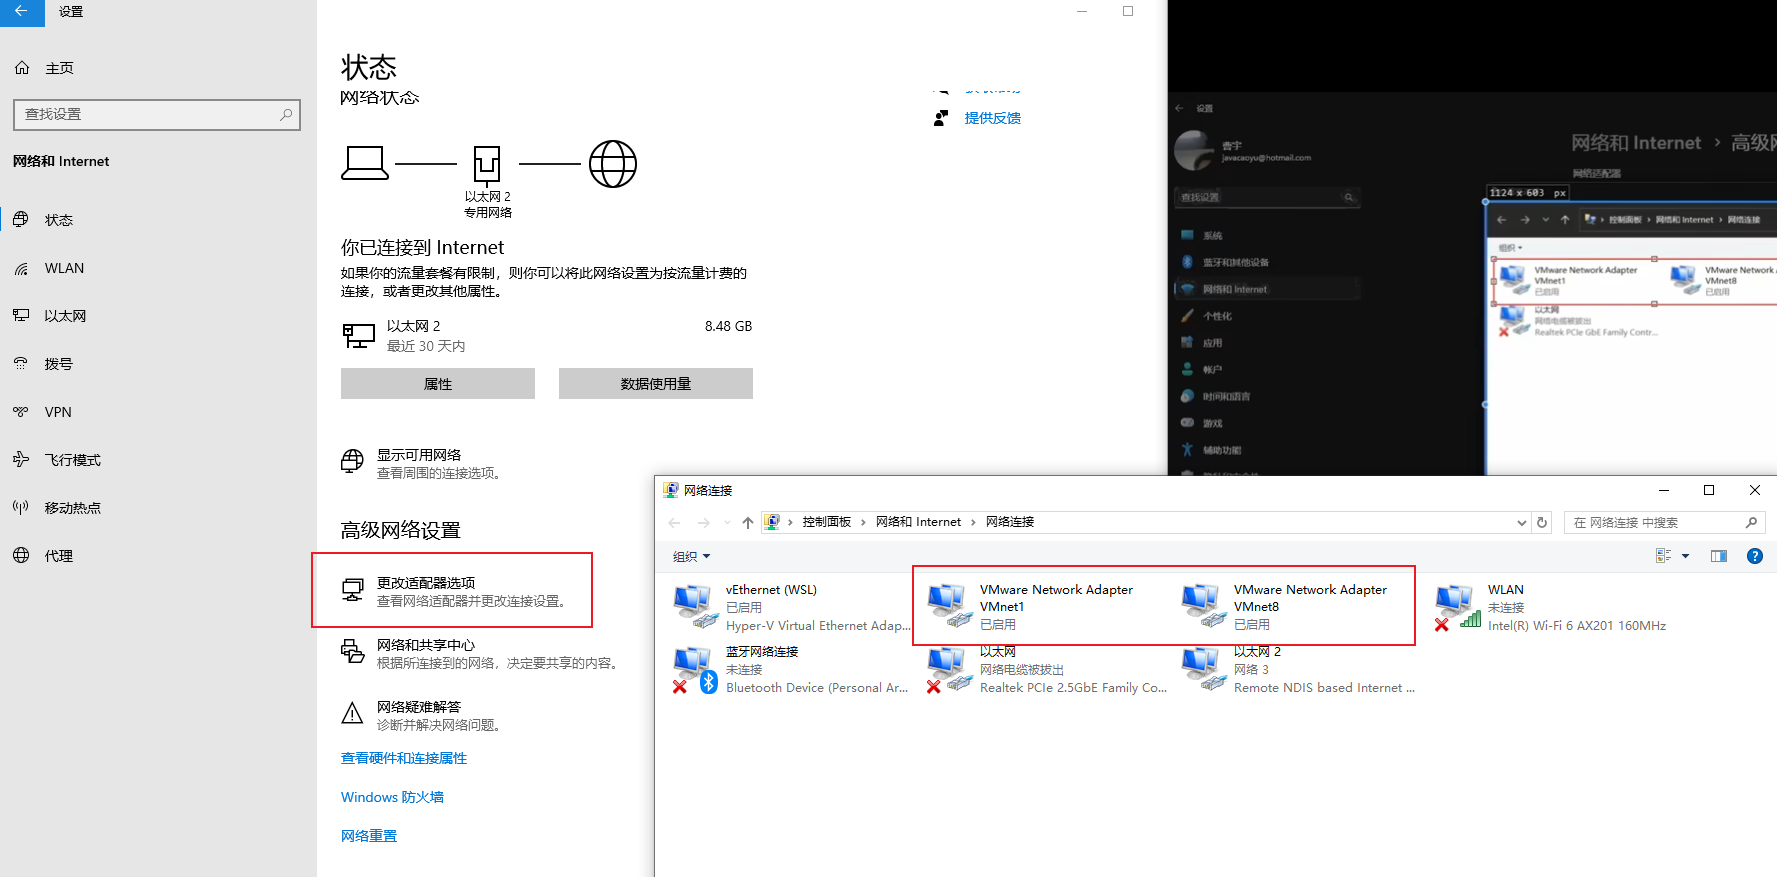 设置
主页
查找设置
网络和 Internet
状态
WLAN
以太网
拨号
VPN
飞行模式
移动热点
代理
状态
网络状态
提供反馈
以太网 2
专用网络
你已连接到 Internet
如果你的流量套餐有限制，则你可以将此网络设置为按流量计费的
连接，或者更改其他属性。
以太网 2
8.48 GB
最近 30 天内
属性
数据使用量
显示可用网络
查看周围的连接选项。
高级网络设置
更改适配器选项
查看网络适配器并更改连接设置。
网络和共享中心
根据所连接到的网络，决定要共享的内容。
网络疑难解答
诊断并解决网络问题。
查看硬件和连接属性
Windows 防火墙
网络重置
设置
曹宇
javacaoyu@hotmail.com
查找设置
系统
蓝牙和其他设备
网络和 Internet
个性化
应用
帐户
时间和语言
游戏
辅助功能
网络和 Internet › 高级网
网络适配器
1124 x 603 px
控制面板 › 网络和 Internet › 网络连接
组织
VMware Network Adapter
VMnet1
已启用
VMware Network A
VMnet8
已启用
以太网
网络电缆被拔出
Realtek PCIe GbE Family Contr...
网络连接
控制面板 › 网络和 Internet › 网络连接
在 网络连接 中搜索
组织
vEthernet (WSL)
已启用
Hyper-V Virtual Ethernet Adap...
VMware Network Adapter
VMnet1
已启用
VMware Network Adapter
VMnet8
已启用
WLAN
未连接
Intel(R) Wi-Fi 6 AX201 160MHz
蓝牙网络连接
未连接
Bluetooth Device (Personal Ar...
以太网
网络电缆被拔出
Realtek PCIe 2.5GbE Family Co...
以太网 2
网络 3
Remote NDIS based Internet ...